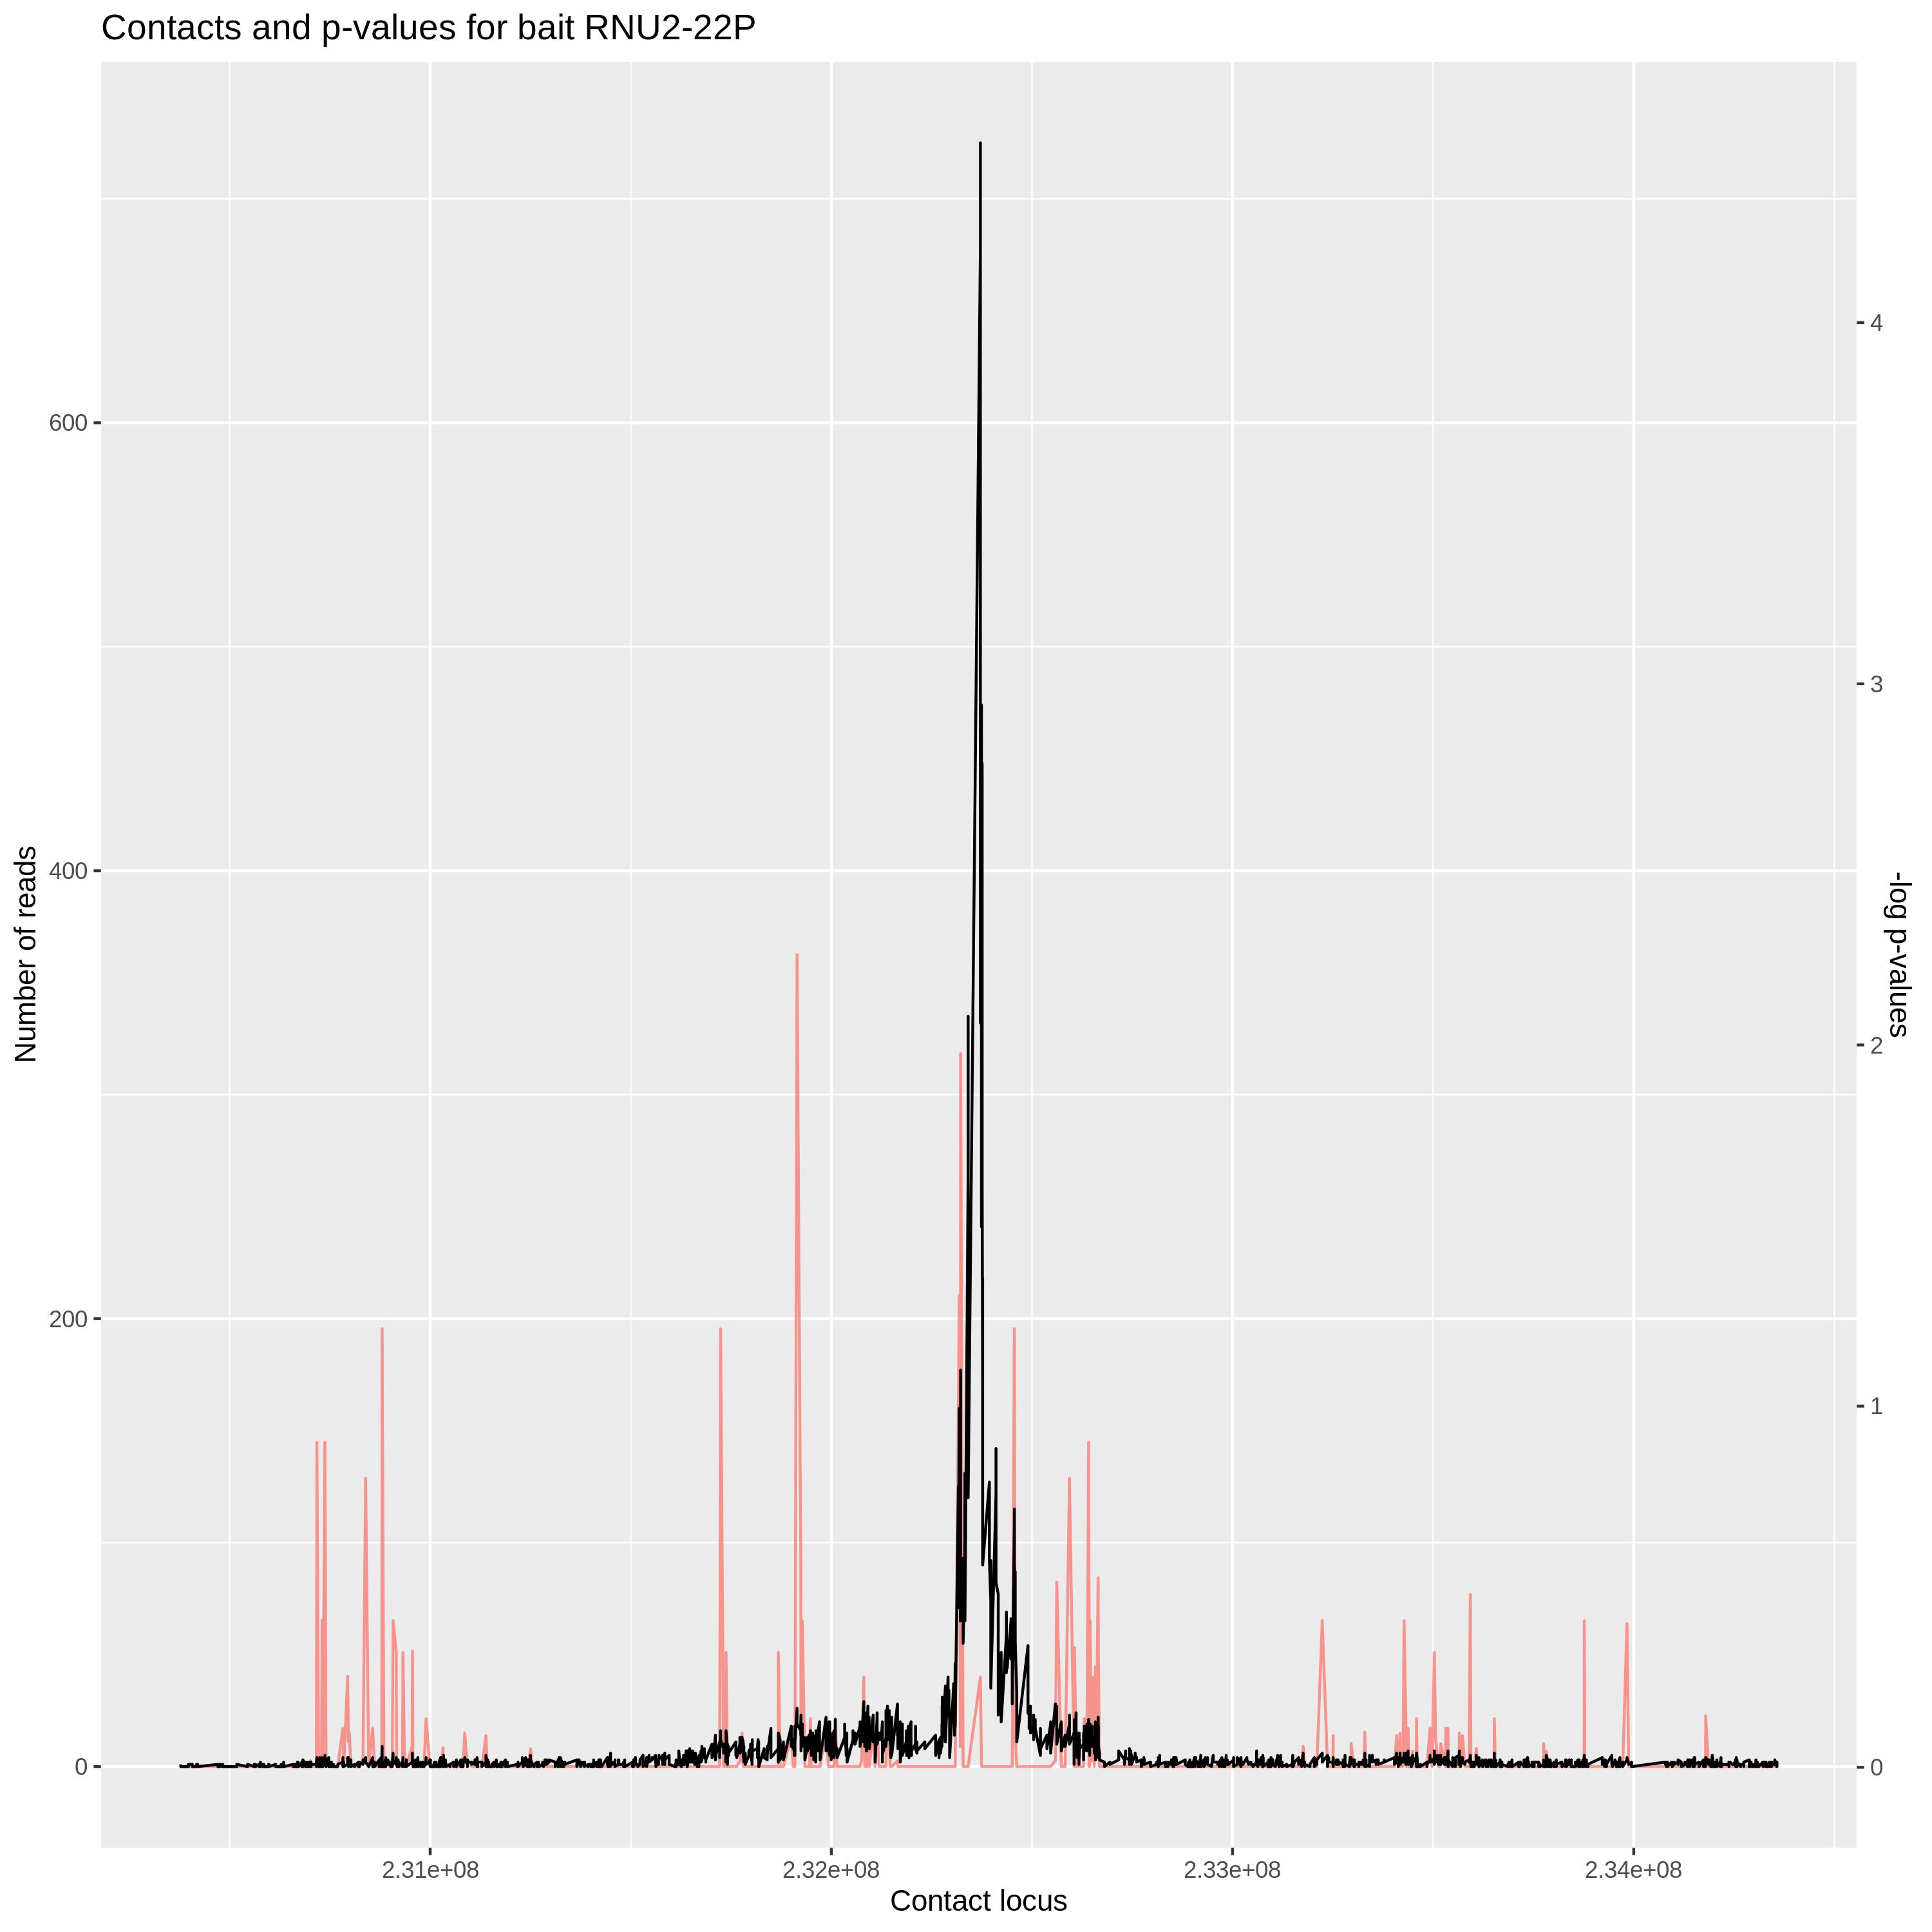 Contacts and p-values for bait RNU2-22P
Number of reads
600
400
200
0
4
3
2
1
0
-log p-values
2.31e+08
2.32e+08
2.33e+08
2.34e+08
Contact locus